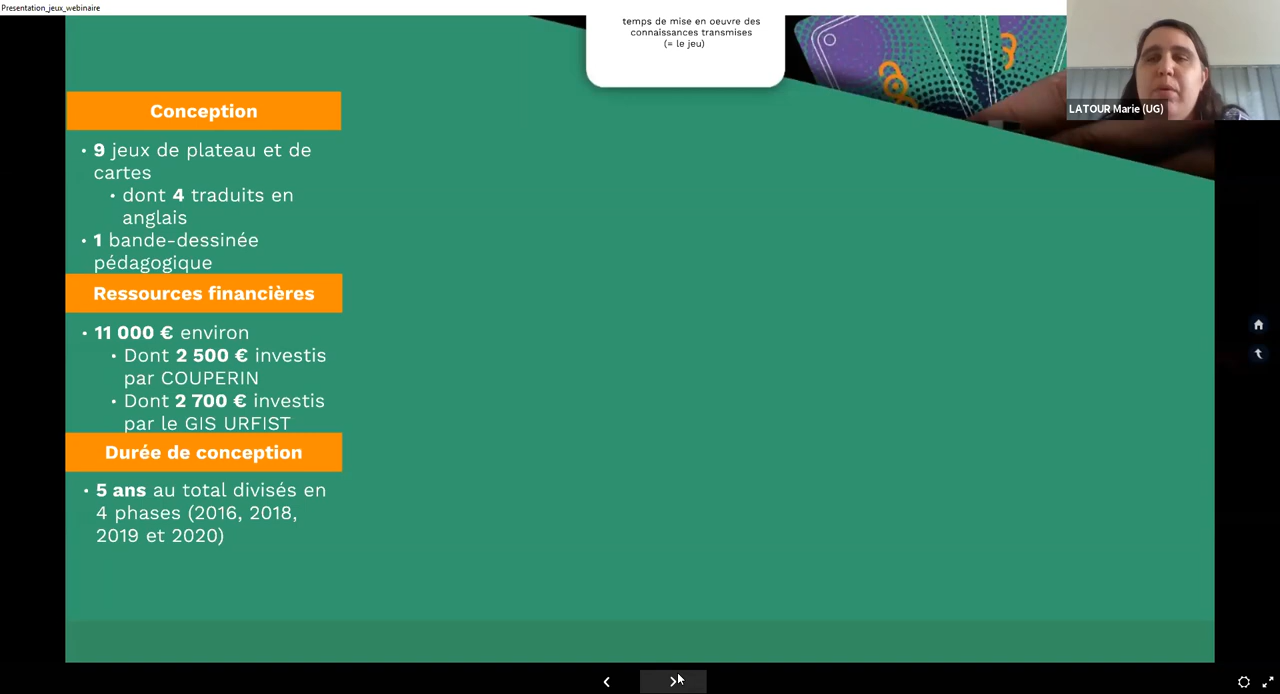 Presentation_jeux_webinaire
temps de mise en oeuvre des
connaissances transmises
(= le jeu)
LATOUR Marie (UG)
Conception
• 9 jeux de plateau et de
cartes
• dont 4 traduits en
anglais
• 1 bande-dessinée
pédagogique
Ressources financières
• 11 000 € environ
• Dont 2 500 € investis
par COUPERIN
• Dont 2 700 € investis
par le GIS URFIST
Durée de conception
• 5 ans au total divisés en
4 phases (2016, 2018,
2019 et 2020)